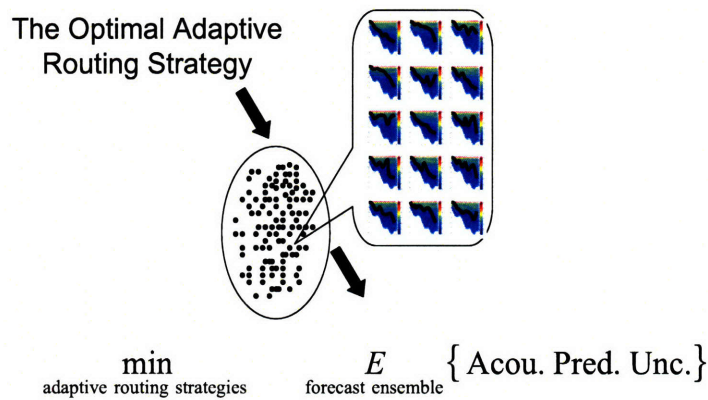 The Optimal Adaptive
Routing Strategy
min E { Acou. Pred. Unc.}
adaptive routing strategies forecast ensemble